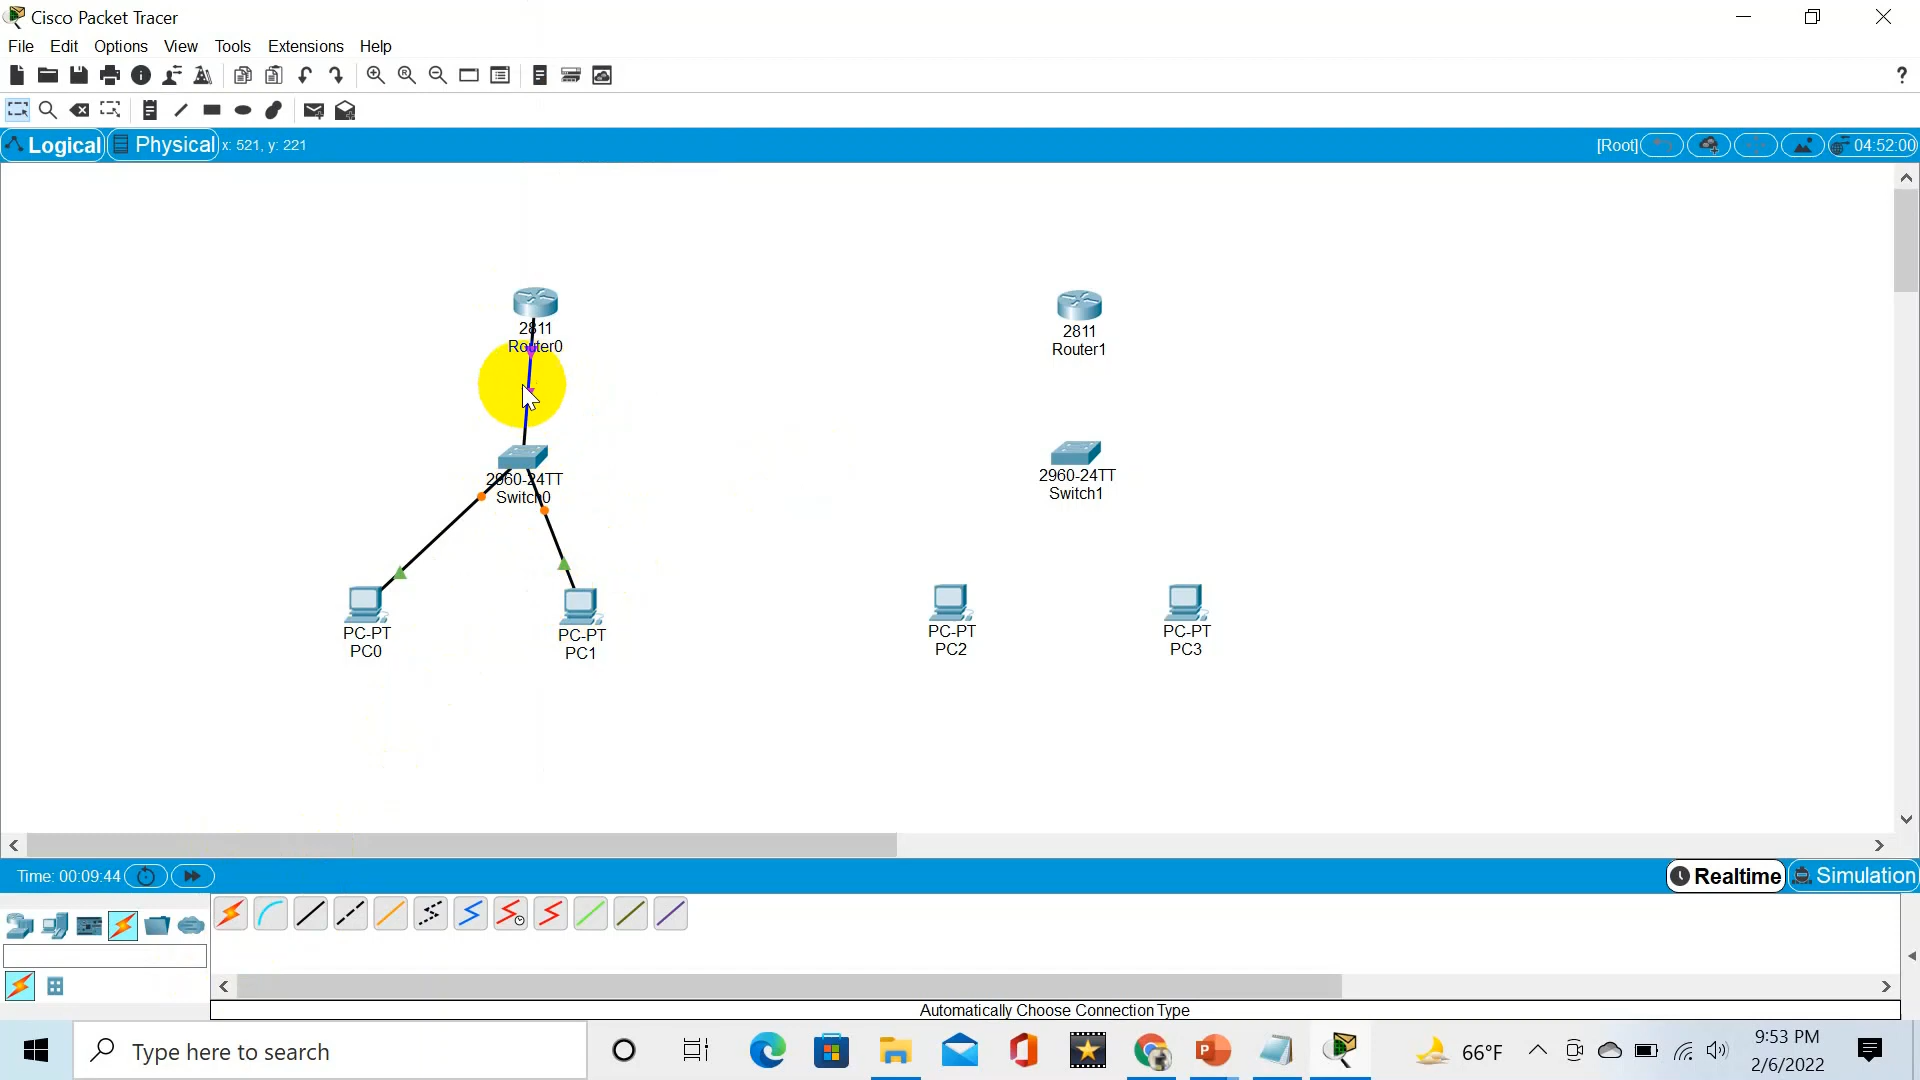 Cisco Packet Tracer
File Edit Options View Tools Extensions Help
?
Logical Physical x: 521, y: 221 [Root] 04:52:00
2811
Router0
2811
Router1
2960-24TT
Switch0
2960-24TT
Switch1
PC-PT
PC0
PC-PT
PC1
PC-PT
PC2
PC-PT
PC3
Time: 00:09:44 Realtime Simulation
Automatically Choose Connection Type
Type here to search 66°F 9:53 PM
2/6/2022